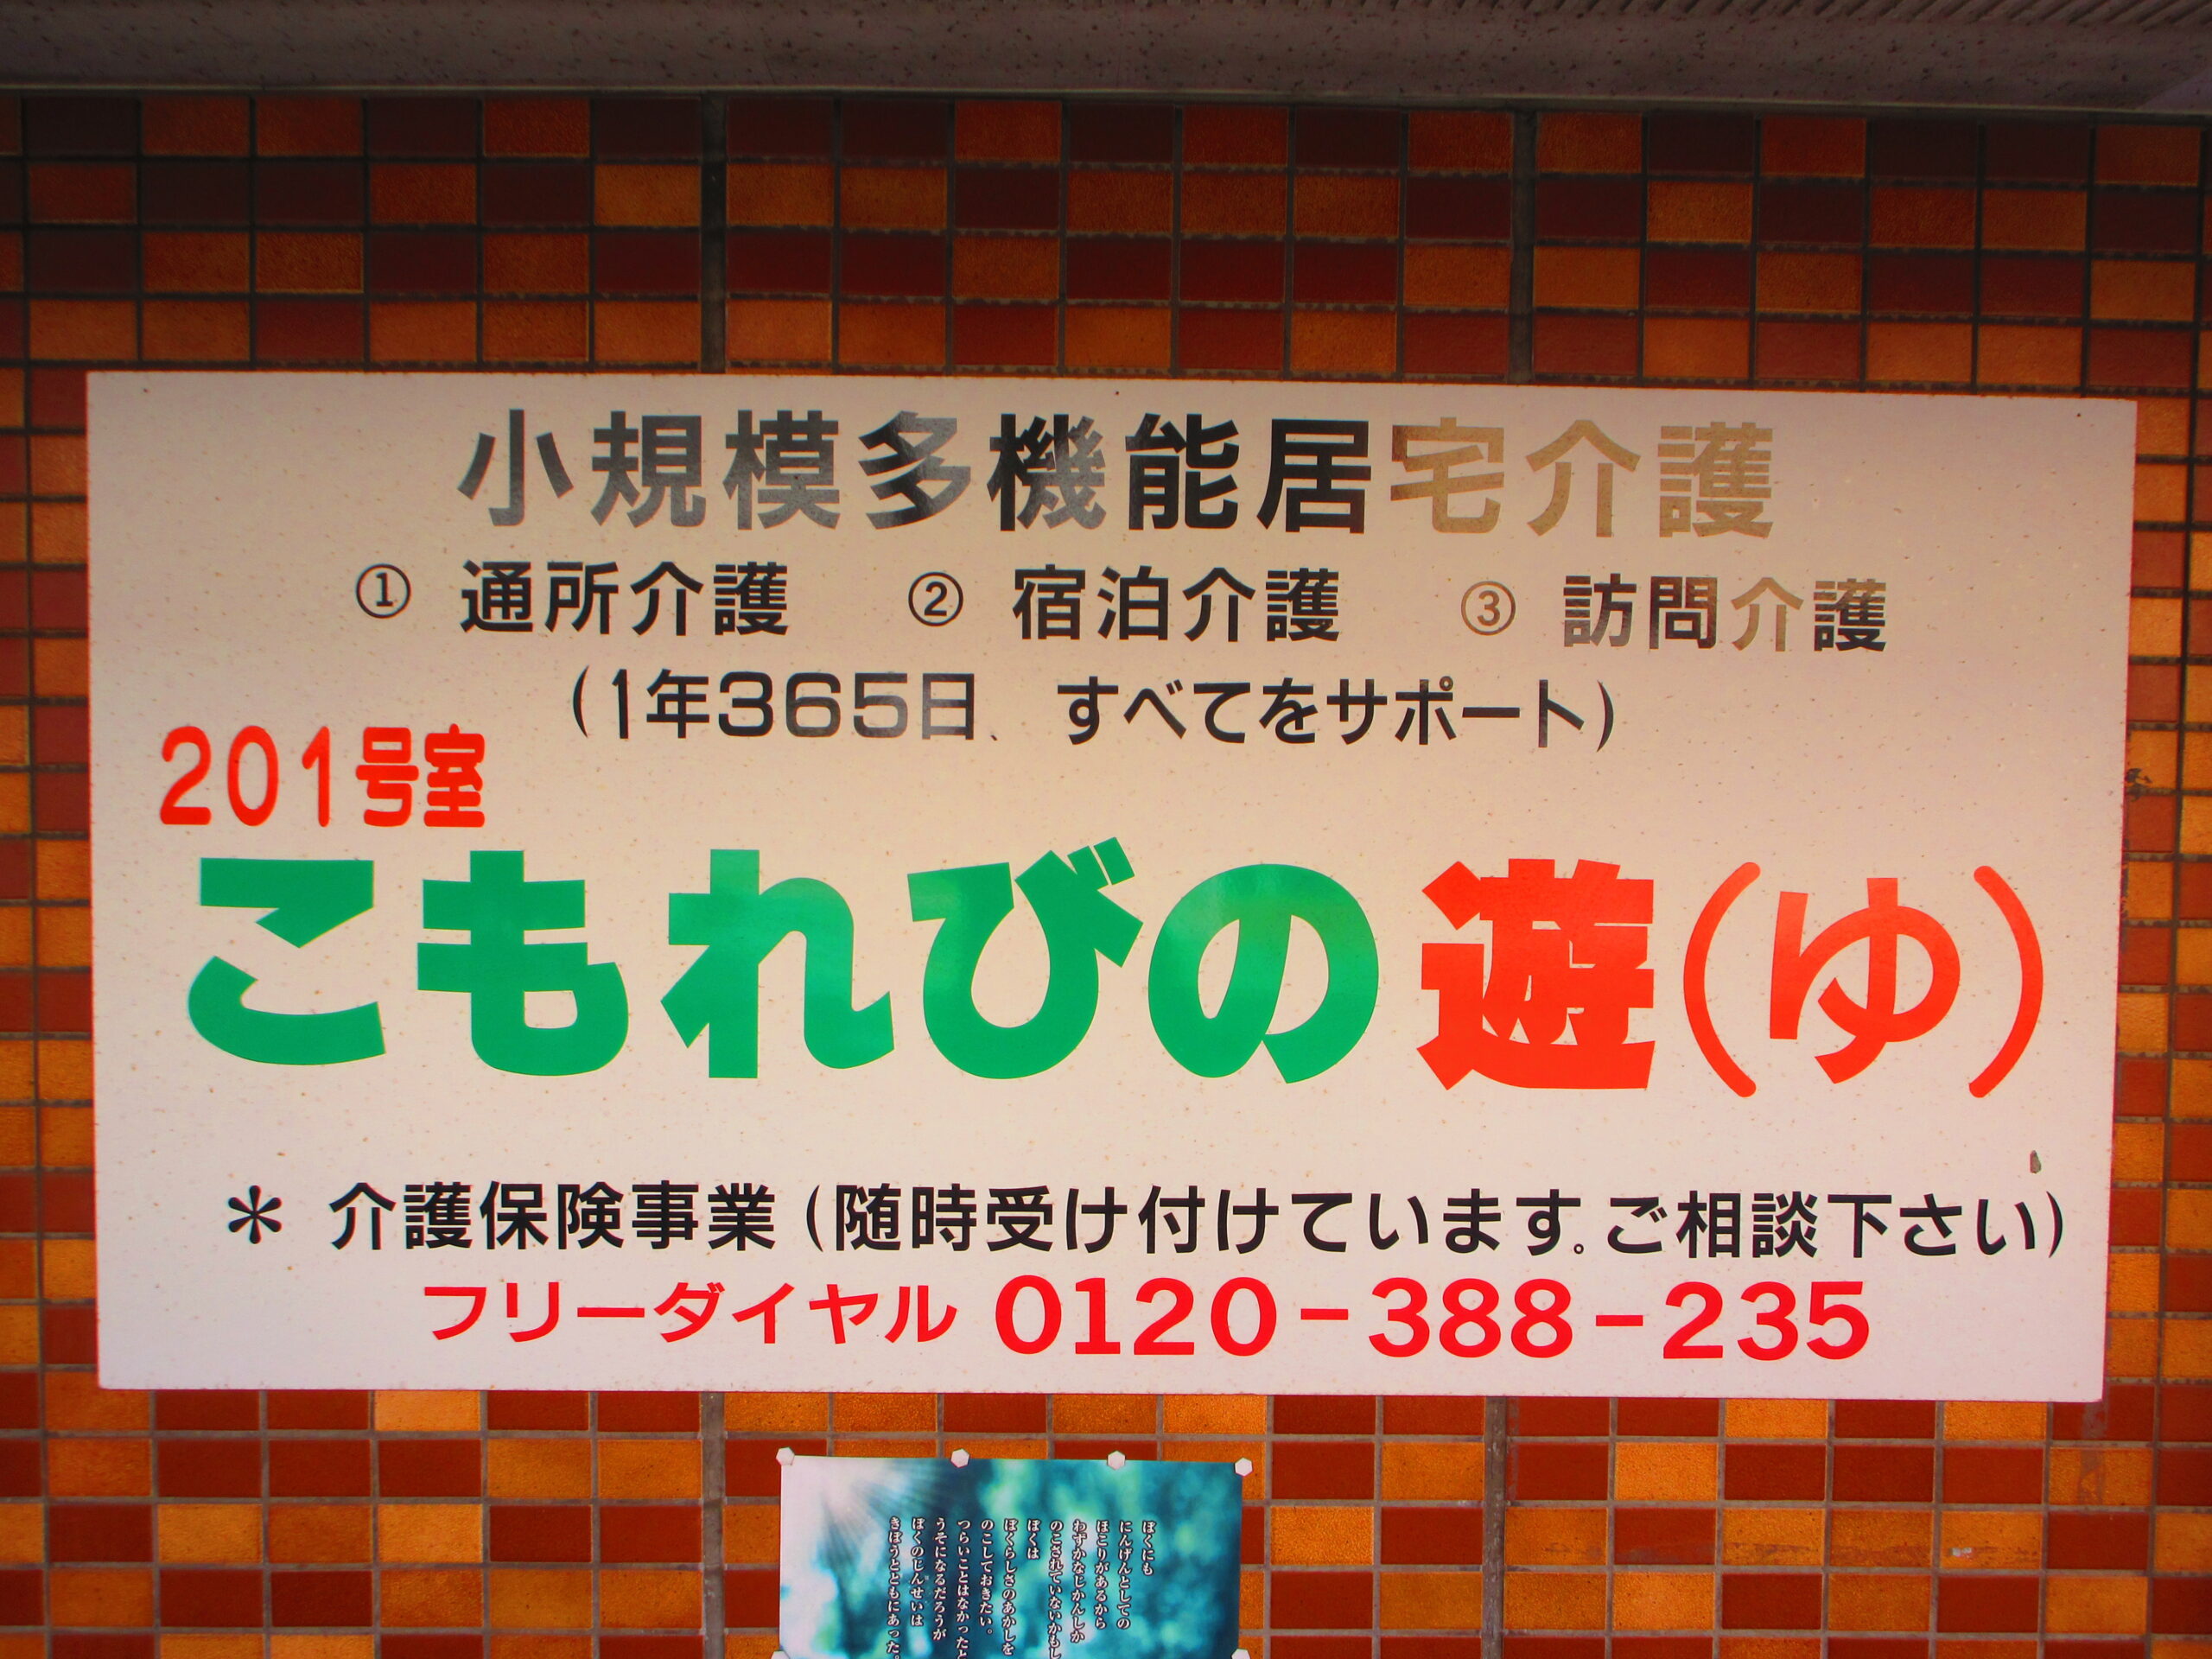 小規模多機能居宅介護
① 通所介護 ② 宿泊介護 ③ 訪問介護
(1年365日、すべてをサポート)
201号室
こもれびの遊(ゆ)
＊ 介護保険事業(随時受け付けています。ご相談下さい)
フリーダイヤル 0120-388-235
ぼくにも
にんげんとしての
ほこりがあるから
わずかなじかんしか
のこされていないかもし
ぼくは
ぼくらしさのあかしを
のこしておきたい。
つらいことはなかったと
うそになるだろうが
ぼくのじんせいは
きぼうとともにあった。